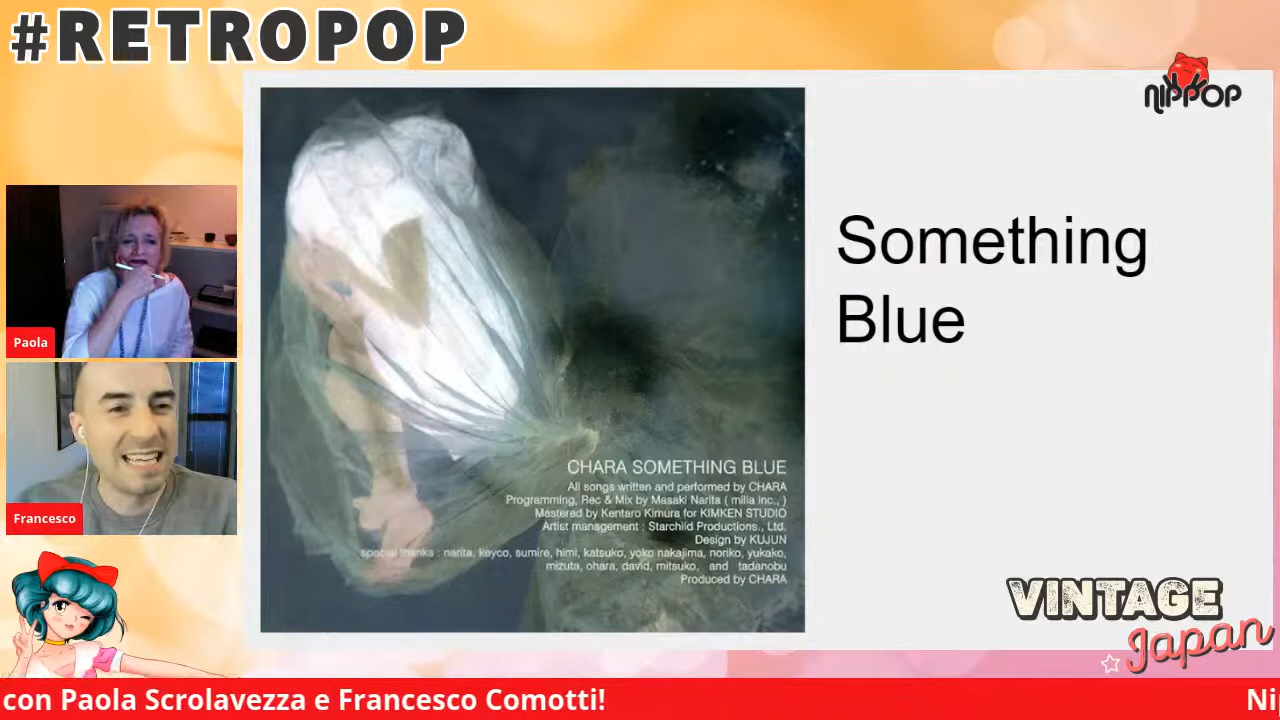 #RETROPOP
NIPPOP
Something
Blue
Paola
Francesco
CHARA SOMETHING BLUE
All songs written and performed by CHARA
Programming, Rec & Mix by Masaki Narita ( milia inc., )
Mastered by Kentaro Kimura for KIMKEN STUDIO
Artist management : Starchild Productions., Ltd.
Design by KUJUN
special thanks : narita, keyco, sumire, himi, katsuko, yoko nakajima, noriko, yukako,
mizuta, ohara, david, mitsuko, and tadanobu
Produced by CHARA
VINTAGE
Japan
con Paola Scrolavezza e Francesco Comotti!
Nip